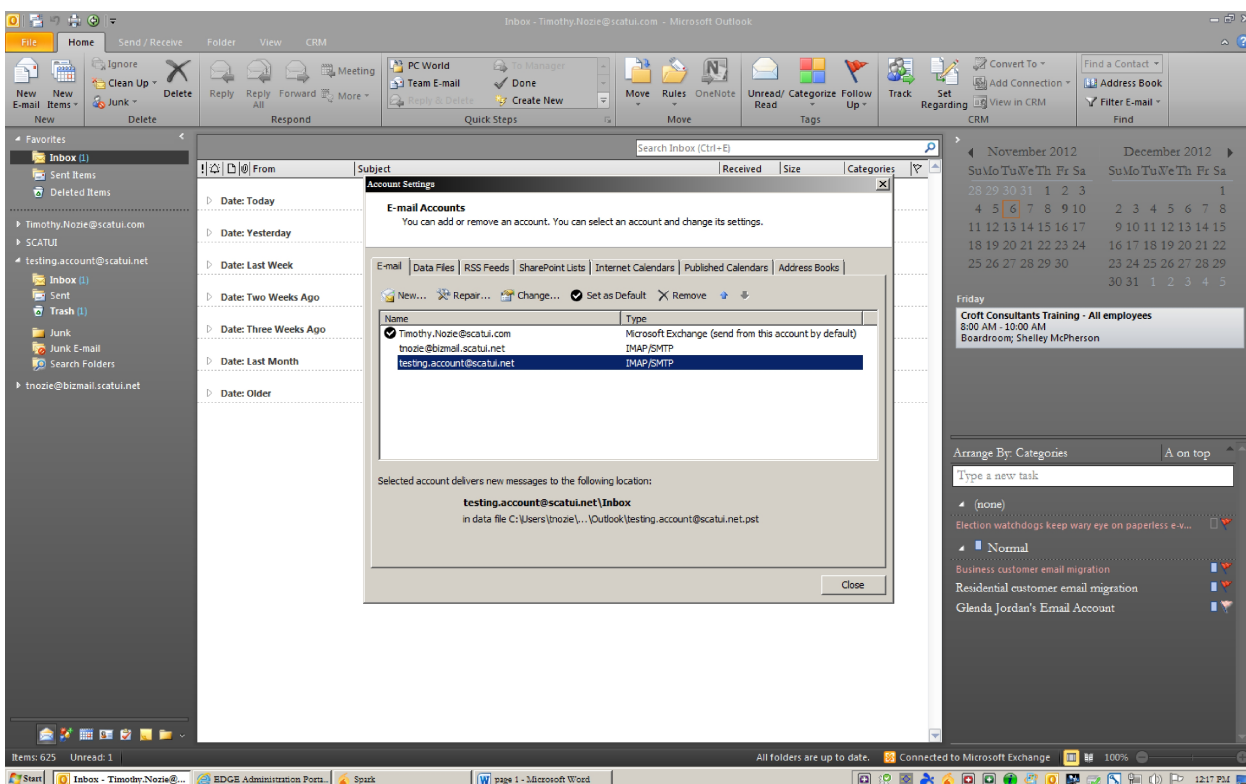 Inbox - Timothy.Nozie@scatui.com - Microsoft Outlook
File Home Send / Receive Folder View CRM
Ignore
Clean Up
Junk
Delete
New E-mail
New Items
Reply
Reply All
Forward
Meeting
More
PC World
Team E-mail
Reply & Delete
To Manager
Done
Create New
Move
Rules
OneNote
Unread/ Read
Categorize
Follow Up
Track
Set Regarding
Convert To
Add Connection
View in CRM
Find a Contact
Address Book
Filter E-mail
New Delete Respond Quick Steps Move Tags CRM Find
Favorites
Inbox (1)
Sent Items
Deleted Items
Timothy.Nozie@scatui.com
SCATUI
testing.account@scatui.net
Inbox (1)
Sent
Trash (1)
Junk
Junk E-mail
Search Folders
tnozie@bizmail.scatui.net
Search Inbox (Ctrl+E)
From Subject Received Size Categories
Date: Today
Date: Yesterday
Date: Last Week
Date: Two Weeks Ago
Date: Three Weeks Ago
Date: Last Month
Date: Older
Account Settings
E-mail Accounts
You can add or remove an account. You can select an account and change its settings.
E-mail Data Files RSS Feeds SharePoint Lists Internet Calendars Published Calendars Address Books
New... Repair... Change... Set as Default Remove
Name Type
Timothy.Nozie@scatui.com Microsoft Exchange (send from this account by default)
tnozie@bizmail.scatui.net IMAP/SMTP
testing.account@scatui.net IMAP/SMTP
Selected account delivers new messages to the following location:
testing.account@scatui.net\Inbox
in data file C:\Users\tnozie\...\Outlook\testing.account@scatui.net.pst
Close
November 2012
Su Mo Tu We Th Fr Sa
28 29 30 31 1 2 3
4 5 6 7 8 9 10
11 12 13 14 15 16 17
18 19 20 21 22 23 24
25 26 27 28 29 30
December 2012
Su Mo Tu We Th Fr Sa
1
2 3 4 5 6 7 8
9 10 11 12 13 14 15
16 17 18 19 20 21 22
23 24 25 26 27 28 29
30 31 1 2 3 4 5
Friday
Croft Consultants Training - All employees
8:00 AM - 10:00 AM
Boardroom; Shelley McPherson
Arrange By: Categories A on top
Type a new task
(none)
Election watchdogs keep wary eye on paperless e-v...
Normal
Business customer email migration
Residential customer email migration
Glenda Jordan's Email Account
Items: 625 Unread: 1
All folders are up to date. Connected to Microsoft Exchange 100%
Start Inbox - Timothy.Nozie@... EDGE Administration Porta... Spark page 1 - Microsoft Word 12:17 PM